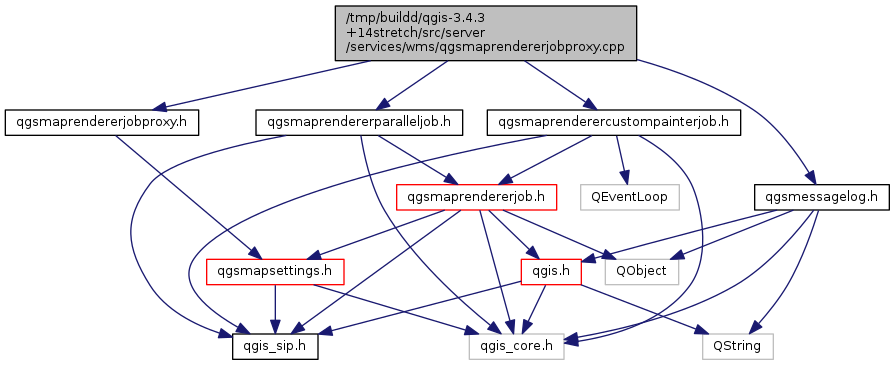 /tmp/buildd/qgis-3.4.3
+14stretch/src/server
/services/wms/qgsmaprendererjobproxy.cpp
qgsmaprendererjobproxy.h
qgsmaprendererparalleljob.h
qgsmaprenderercustompainterjob.h
qgsmaprendererjob.h
QEventLoop
qgsmessagelog.h
qgsmapsettings.h
qgis.h
QObject
qgis_sip.h
qgis_core.h
QString